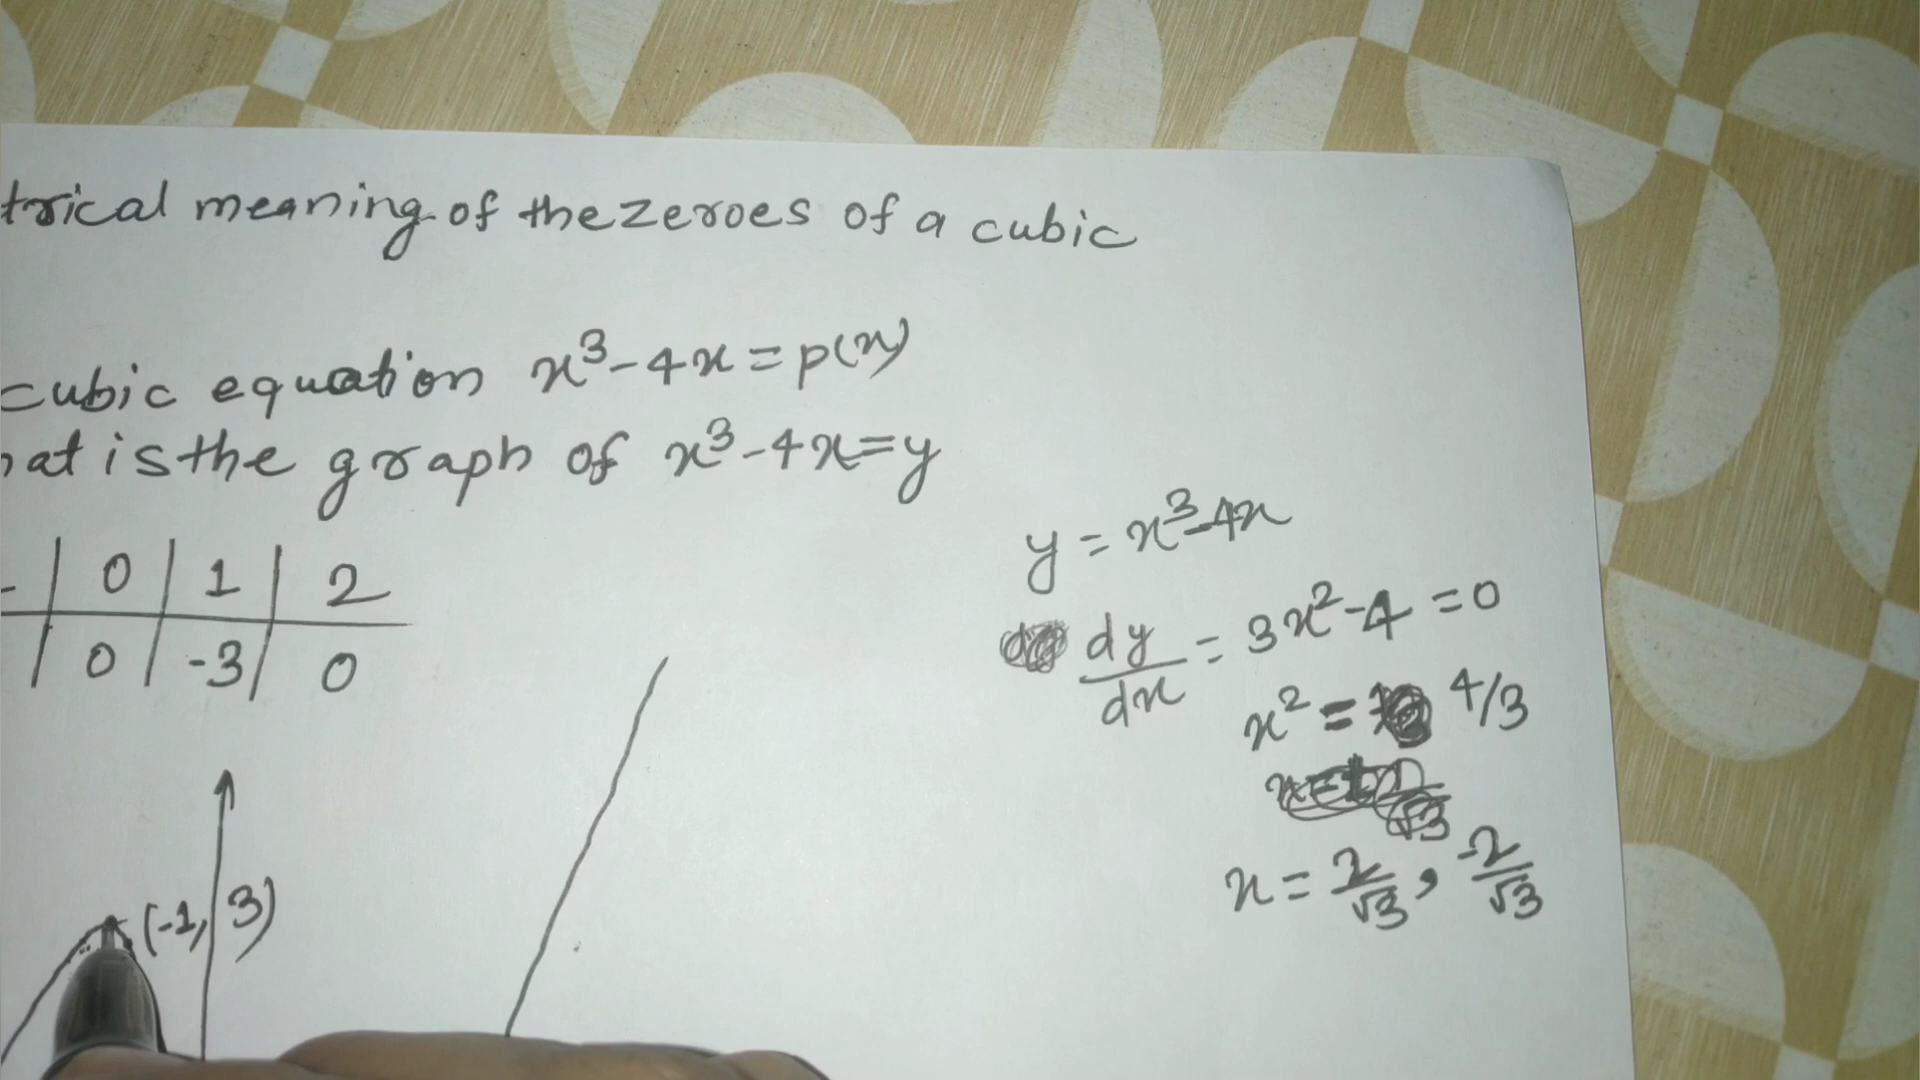 trical meaning of the zeroes of a cubic
cubic equation x³-4x=p(x)
at is the graph of x³-4x=y
0 | 1 | 2
0 | -3 | 0
(-1, 3)
y = x³-4x
dy/dx = 3x²-4 = 0
x² = 4/3
x = 2/√3, -2/√3